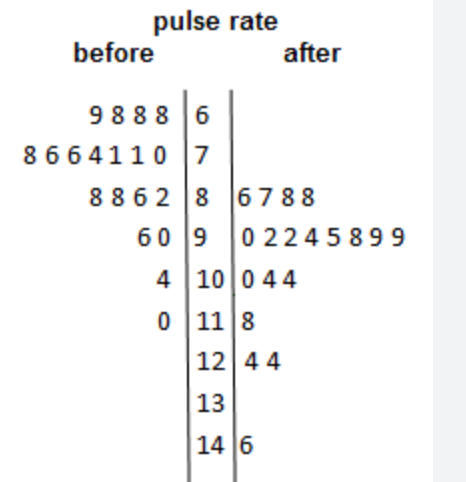 pulse rate
before after
9 8 8 8 6
8 6 6 4 1 1 0 7
8 8 6 2 8 6 7 8 8
6 0 9 0 2 2 4 5 8 9 9
4 10 0 4 4
0 11 8
12 4 4
13
14 6